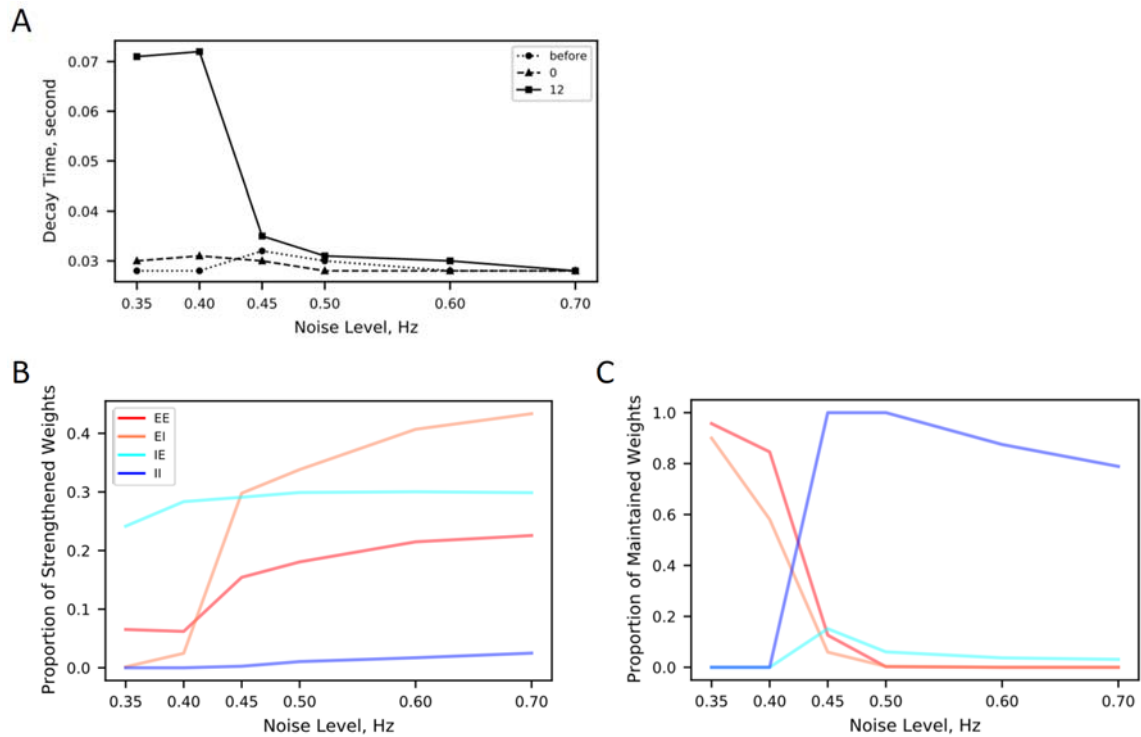 A
Decay Time, second
0.07
0.06
0.05
0.04
0.03
before
0
12
0.35 0.40 0.45 0.50 0.60 0.70
Noise Level, Hz
B
Proportion of Strengthened Weights
0.4
0.3
0.2
0.1
0.0
EE
EI
IE
II
0.35 0.40 0.45 0.50 0.60 0.70
Noise Level, Hz
C
Proportion of Maintained Weights
1.0
0.8
0.6
0.4
0.2
0.0
0.35 0.40 0.45 0.50 0.60 0.70
Noise Level, Hz